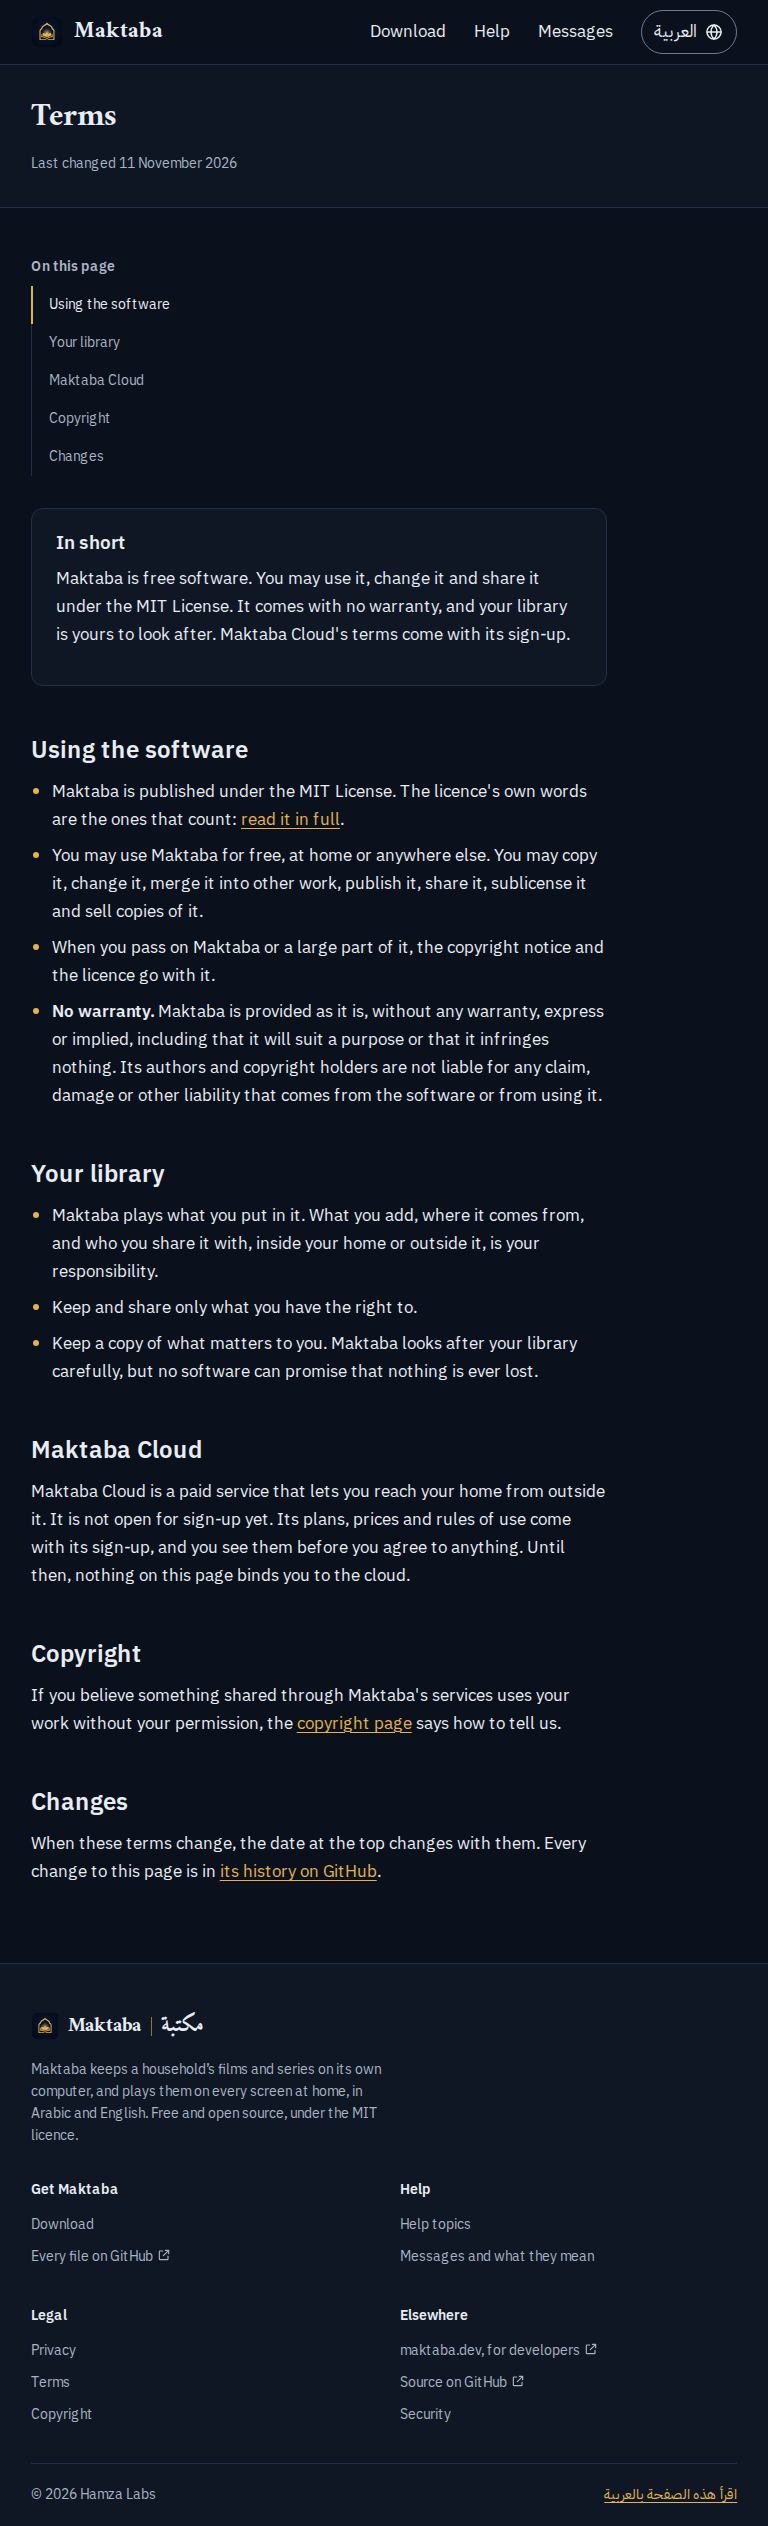 Maktaba
Download
Help
Messages
العربية
Terms
Last changed 11 November 2026
On this page
Using the software
Your library
Maktaba Cloud
Copyright
Changes
In short
Maktaba is free software. You may use it, change it and share it
under the MIT License. It comes with no warranty, and your library
is yours to look after. Maktaba Cloud's terms come with its sign-up.
Using the software
Maktaba is published under the MIT License. The licence's own words
are the ones that count: read it in full.
You may use Maktaba for free, at home or anywhere else. You may copy
it, change it, merge it into other work, publish it, share it, sublicense it
and sell copies of it.
When you pass on Maktaba or a large part of it, the copyright notice and
the licence go with it.
No warranty. Maktaba is provided as it is, without any warranty, express
or implied, including that it will suit a purpose or that it infringes
nothing. Its authors and copyright holders are not liable for any claim,
damage or other liability that comes from the software or from using it.
Your library
Maktaba plays what you put in it. What you add, where it comes from,
and who you share it with, inside your home or outside it, is your
responsibility.
Keep and share only what you have the right to.
Keep a copy of what matters to you. Maktaba looks after your library
carefully, but no software can promise that nothing is ever lost.
Maktaba Cloud
Maktaba Cloud is a paid service that lets you reach your home from outside
it. It is not open for sign-up yet. Its plans, prices and rules of use come
with its sign-up, and you see them before you agree to anything. Until
then, nothing on this page binds you to the cloud.
Copyright
If you believe something shared through Maktaba's services uses your
work without your permission, the copyright page says how to tell us.
Changes
When these terms change, the date at the top changes with them. Every
change to this page is in its history on GitHub.
Maktaba | مكتبة
Maktaba keeps a household’s films and series on its own
computer, and plays them on every screen at home, in
Arabic and English. Free and open source, under the MIT
licence.
Get Maktaba
Download
Every file on GitHub
Help
Help topics
Messages and what they mean
Legal
Privacy
Terms
Copyright
Elsewhere
maktaba.dev, for developers
Source on GitHub
Security
© 2026 Hamza Labs
اقرأ هذه الصفحة بالعربية